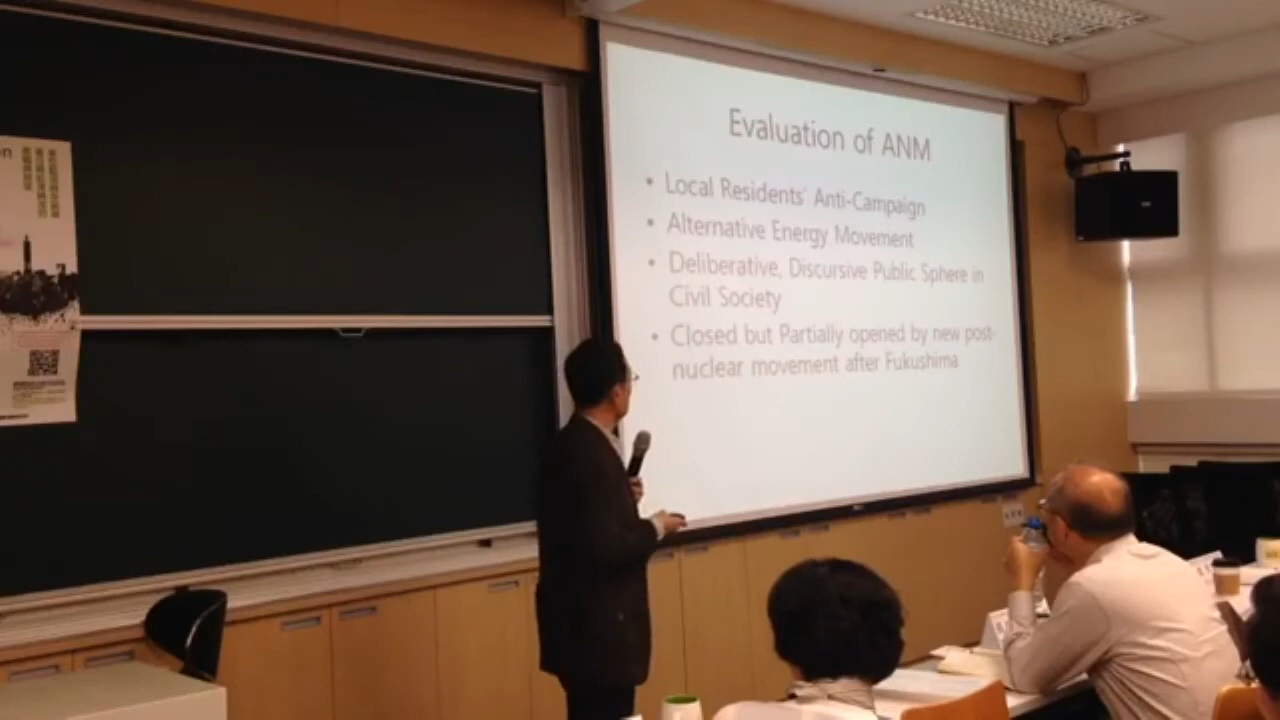 Evaluation of ANM
• Local Residents' Anti-Campaign
• Alternative Energy Movement
• Deliberative, Discursive Public Sphere in
Civil Society
• Closed but Partially opened by new post-
nuclear movement after Fukushima